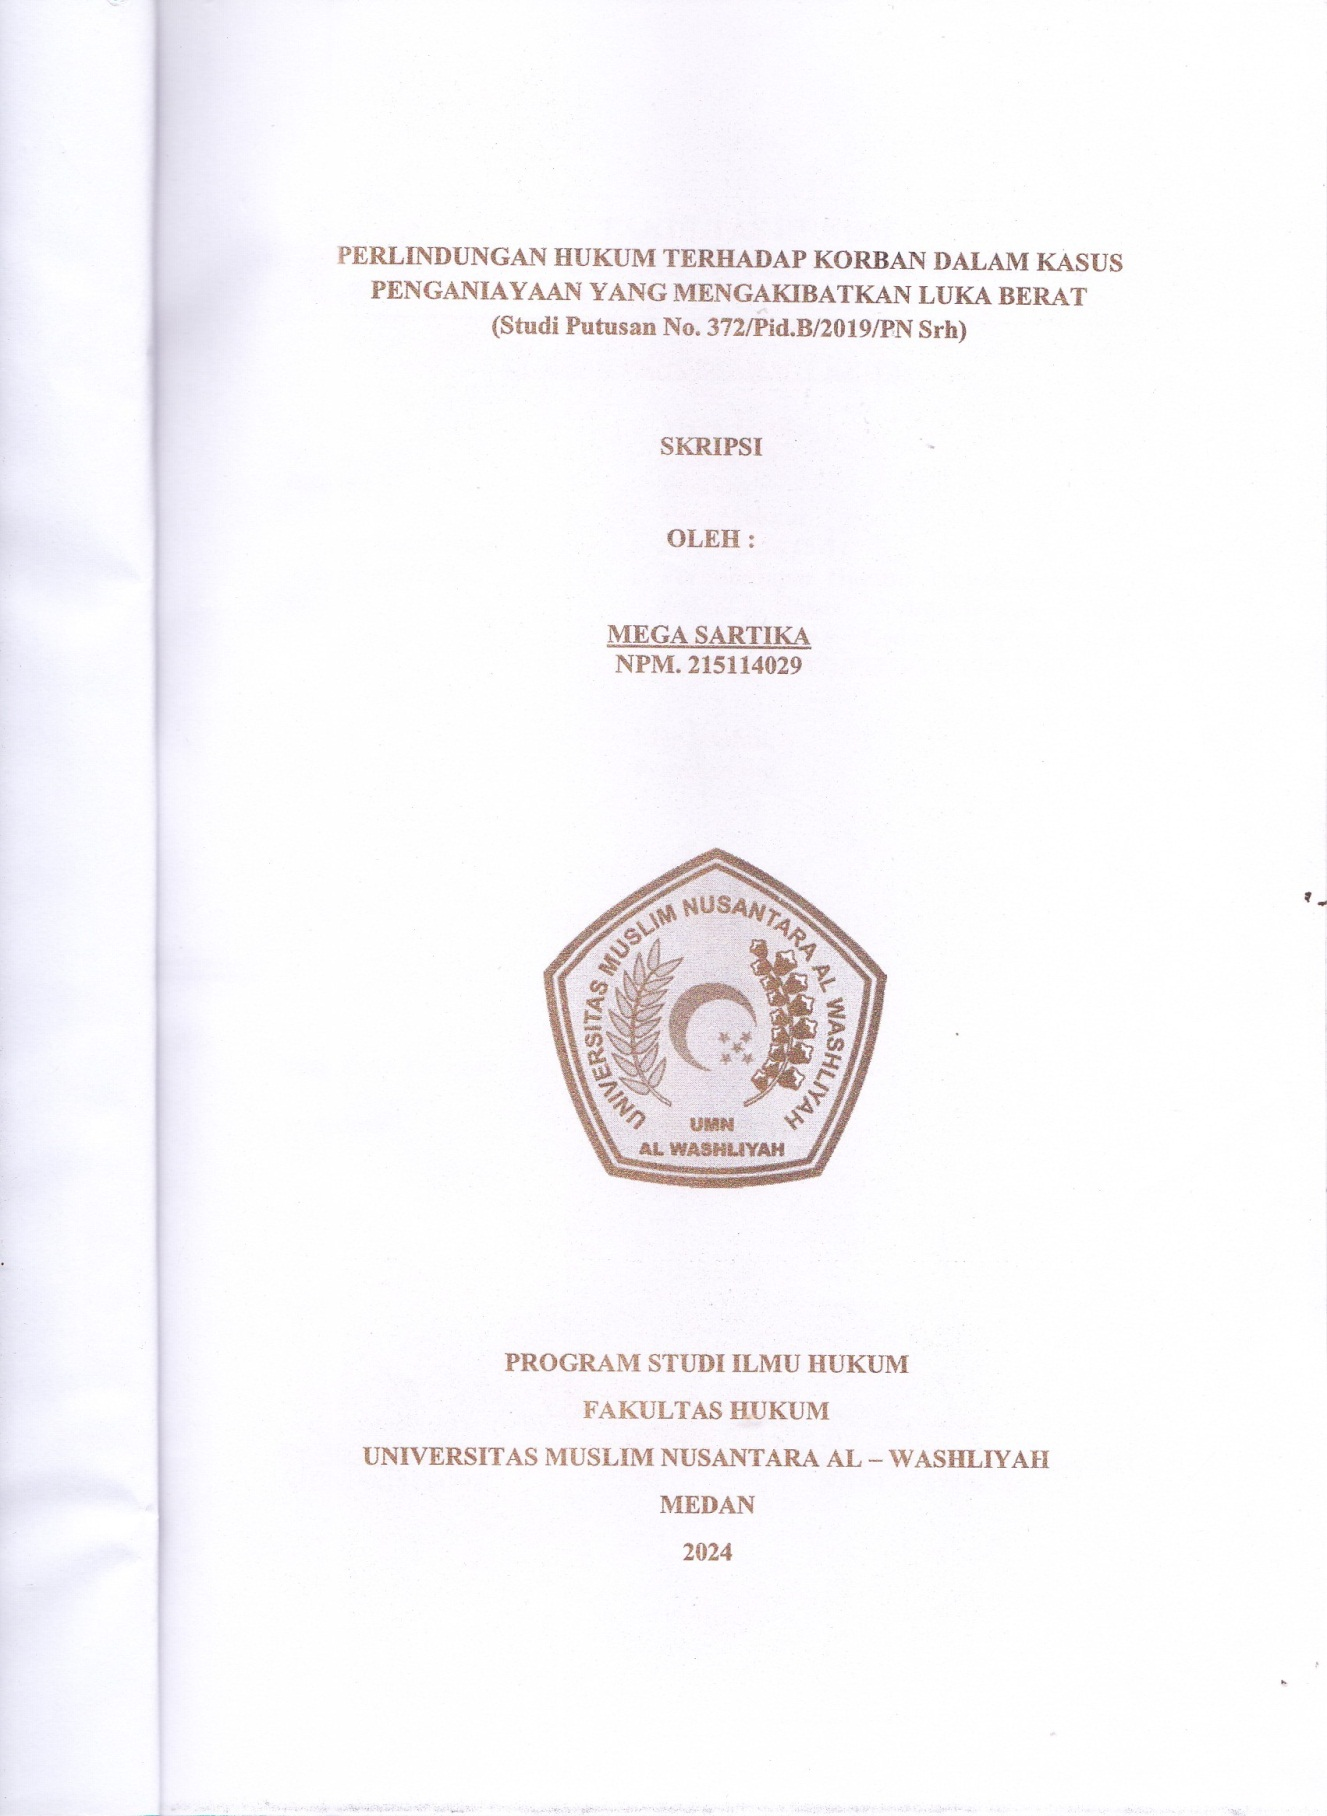 PERLINDUNGAN HUKUM TERHADAP KORBAN DALAM KASUS
PENGANIAYAAN YANG MENGAKIBATKAN LUKA BERAT
(Studi Putusan No. 372/Pid.B/2019/PN Srh)
SKRIPSI
OLEH :
MEGA SARTIKA
NPM. 215114029
UNIVERSITAS MUSLIM NUSANTARA AL WASHLIYAH
UMN
AL WASHLIYAH
PROGRAM STUDI ILMU HUKUM
FAKULTAS HUKUM
UNIVERSITAS MUSLIM NUSANTARA AL – WASHLIYAH
MEDAN
2024